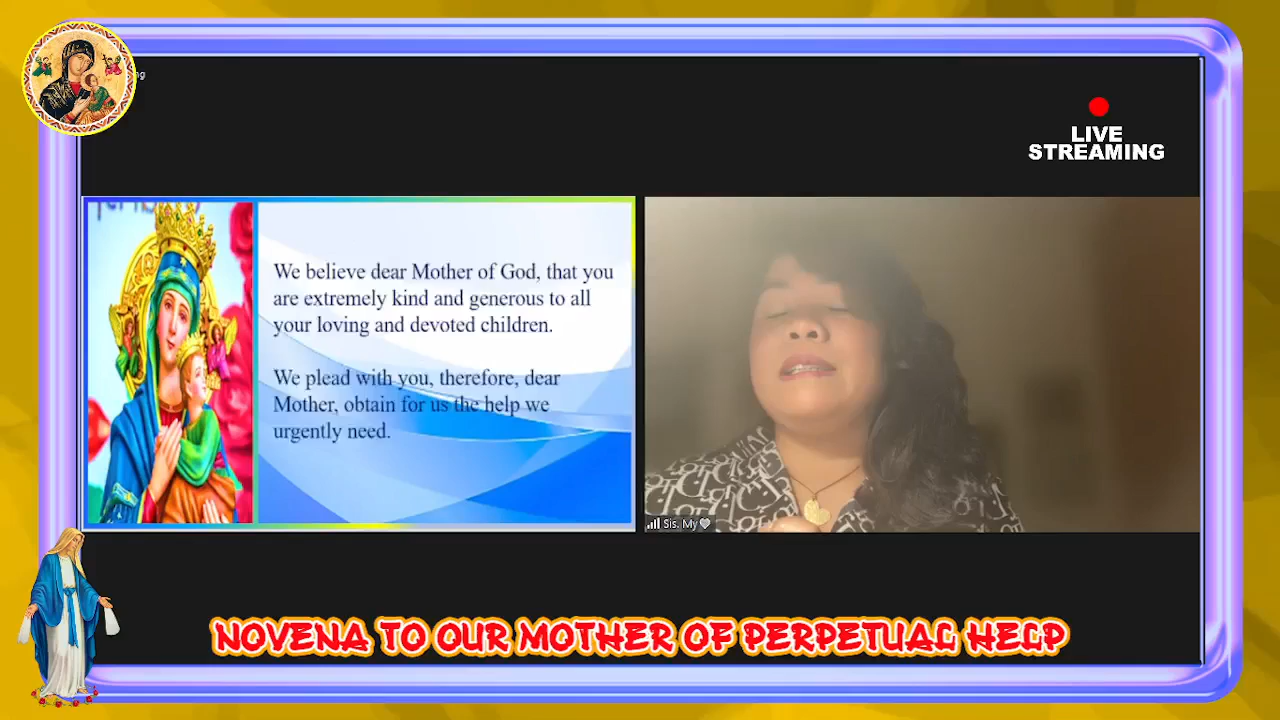 LIVE
STREAMING
We believe dear Mother of God, that you
are extremely kind and generous to all
your loving and devoted children.
We plead with you, therefore, dear
Mother, obtain for us the help we
urgently need.
Sis. My🤍
NOVENA TO OUR MOTHER OF PERPETUAL HELP